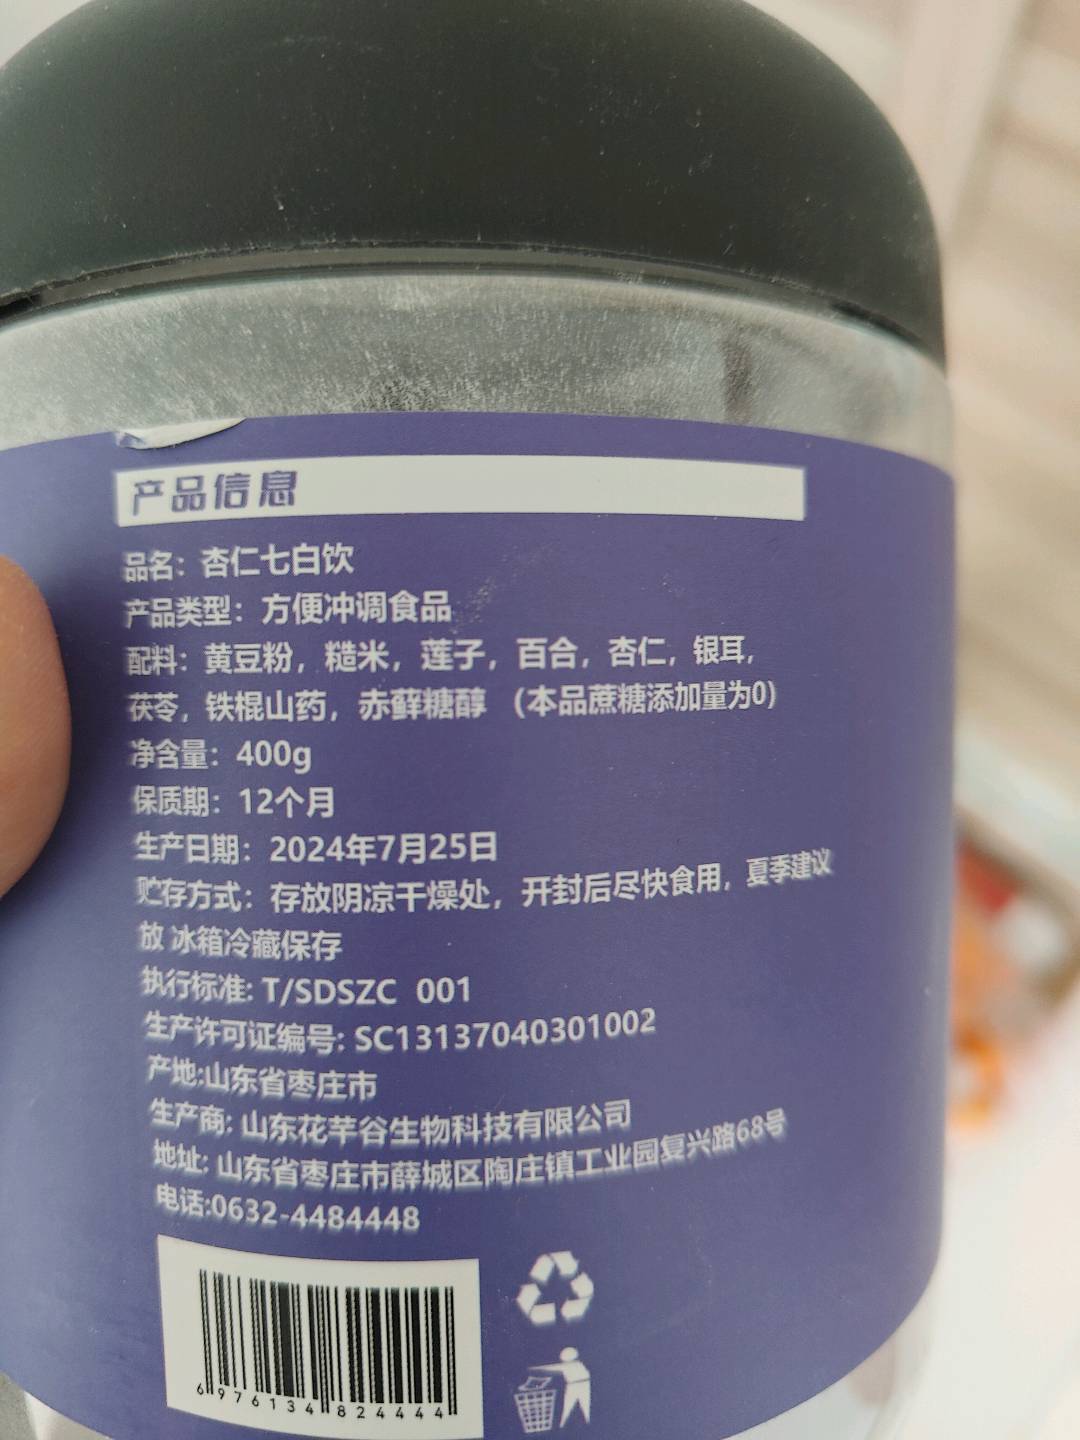 产品信息
品名：杏仁七白饮
产品类型：方便冲调食品
配料：黄豆粉，糙米，莲子，百合，杏仁，银耳，
茯苓，铁棍山药，赤藓糖醇 （本品蔗糖添加量为0）
净含量：400g
保质期：12个月
生产日期：2024年7月25日
贮存方式：存放阴凉干燥处，开封后尽快食用，夏季建议
放 冰箱冷藏保存
执行标准: T/SDSZC 001
生产许可证编号: SC13137040301002
产地:山东省枣庄市
生产商: 山东花芊谷生物科技有限公司
地址: 山东省枣庄市薛城区陶庄镇工业园复兴路68号
电话:0632-4484448
6976134824444